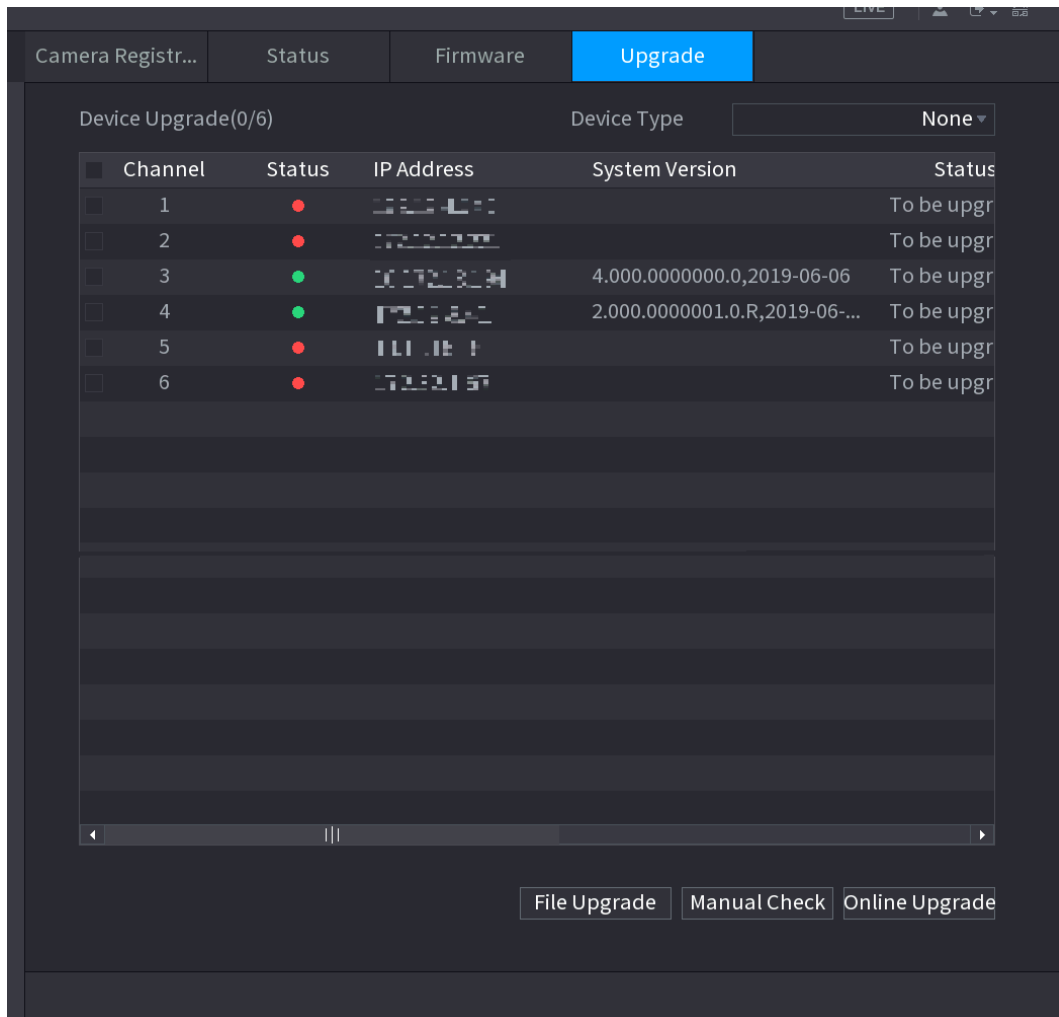 LIVE
Camera Registr... Status Firmware Upgrade
Device Upgrade(0/6) Device Type None
Channel Status IP Address System Version Status
1 To be upgr
2 To be upgr
3 4.000.0000000.0,2019-06-06 To be upgr
4 2.000.0000001.0.R,2019-06-... To be upgr
5 To be upgr
6 To be upgr
File Upgrade Manual Check Online Upgrade